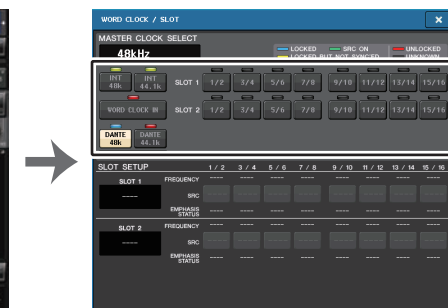 WORD CLOCK / SLOT
MASTER CLOCK SELECT
48kHz
LOCKED SRC ON UNLOCKED
LOCKED BUT NOT SYNCED UNKNOWN
INT 48k INT 44.1k SLOT 1 1/2 3/4 5/6 7/8 9/10 11/12 13/14 15/16
WORD CLOCK IN SLOT 2 1/2 3/4 5/6 7/8 9/10 11/12 13/14 15/16
DANTE 48k DANTE 44.1k
SLOT SETUP 1 / 2 3 / 4 5 / 6 7 / 8 9 / 10 11 / 12 13 / 14 15 / 16
SLOT 1 FREQUENCY ---- ---- ---- ---- ---- ---- ---- ----
---- SRC
EMPHASIS STATUS ---- ---- ---- ---- ---- ---- ---- ----
SLOT 2 FREQUENCY ---- ---- ---- ---- ---- ---- ---- ----
---- SRC
EMPHASIS STATUS ---- ---- ---- ---- ---- ---- ---- ----